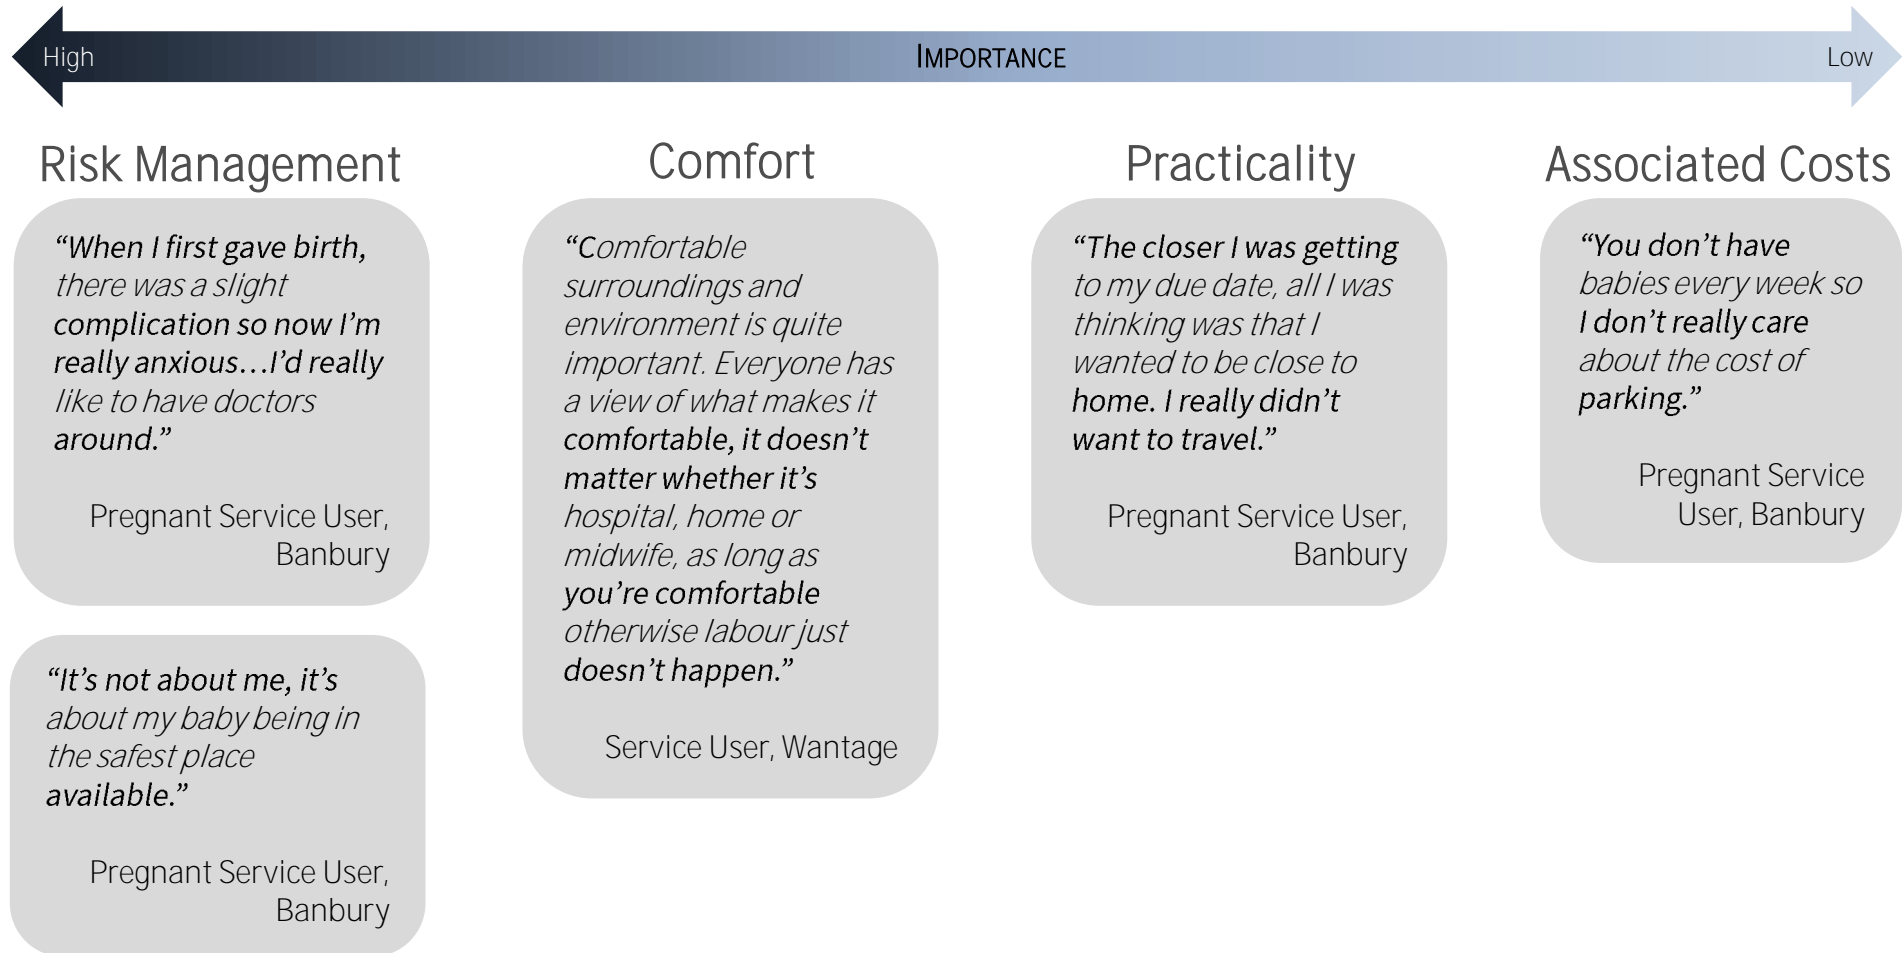 High
IMPORTANCE
Low
Risk Management
“When I first gave birth,
there was a slight
complication so now I’m
really anxious…I’d really
like to have doctors
around.”
Pregnant Service User,
Banbury
“It’s not about me, it’s
about my baby being in
the safest place
available.”
Pregnant Service User,
Banbury
Comfort
“Comfortable
surroundings and
environment is quite
important. Everyone has
a view of what makes it
comfortable, it doesn’t
matter whether it’s
hospital, home or
midwife, as long as
you’re comfortable
otherwise labour just
doesn’t happen.”
Service User, Wantage
Practicality
“The closer I was getting
to my due date, all I was
thinking was that I
wanted to be close to
home. I really didn’t
want to travel.”
Pregnant Service User,
Banbury
Associated Costs
“You don’t have
babies every week so
I don’t really care
about the cost of
parking.”
Pregnant Service
User, Banbury